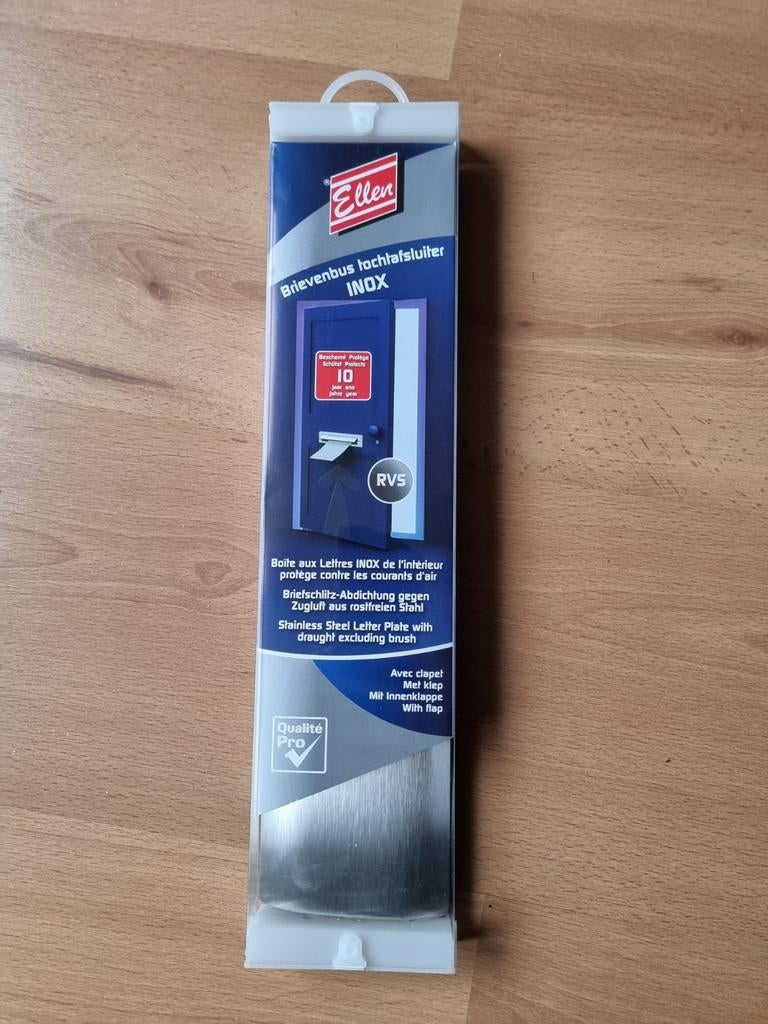 ® Ellen
Brievenbus tochtafsluiter
INOX
Beschermt Protège
Schützt Protects
10
jaar ans
jahre year
RVS
Boîte aux Lettres INOX de l'intérieur
protège contre les courants d'air
Briefschlitz-Abdichtung gegen
Zugluft aus rostfreien Stahl
Stainless Steel Letter Plate with
draught excluding brush
Avec clapet
Met klep
Mit Innenklappe
With flap
Qualité
Pro